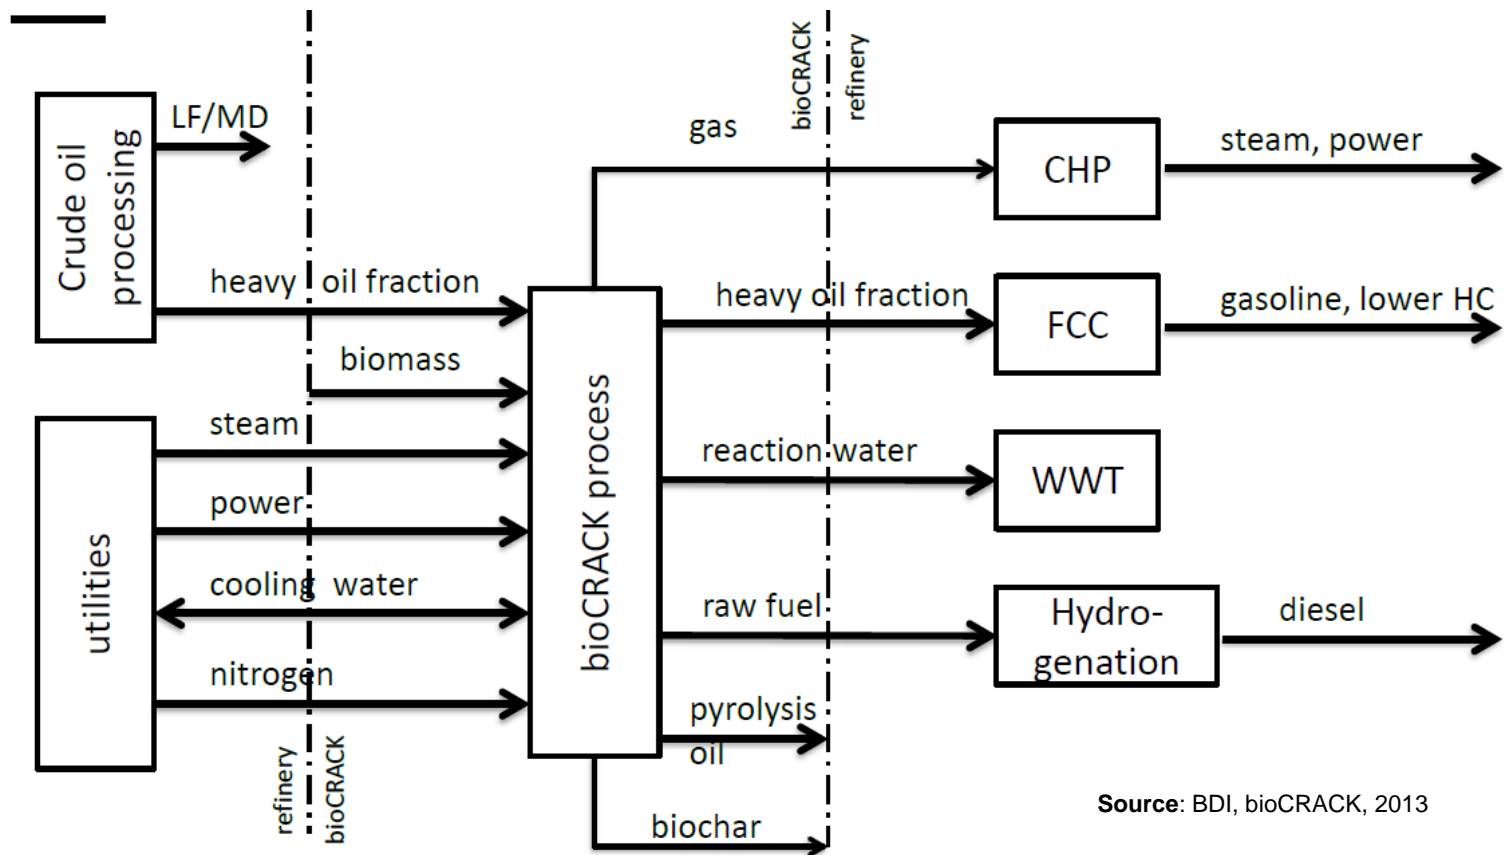 LF/MD
Crude oil
processing
heavy oil fraction
biomass
steam
power
cooling water
nitrogen
utilities
refinery
bioCRACK
bioCRACK process
bioCRACK
refinery
gas
CHP
steam, power
heavy oil fraction
FCC
gasoline, lower HC
reaction water
WWT
raw fuel
Hydro-
genation
diesel
pyrolysis
oil
biochar
Source: BDI, bioCRACK, 2013